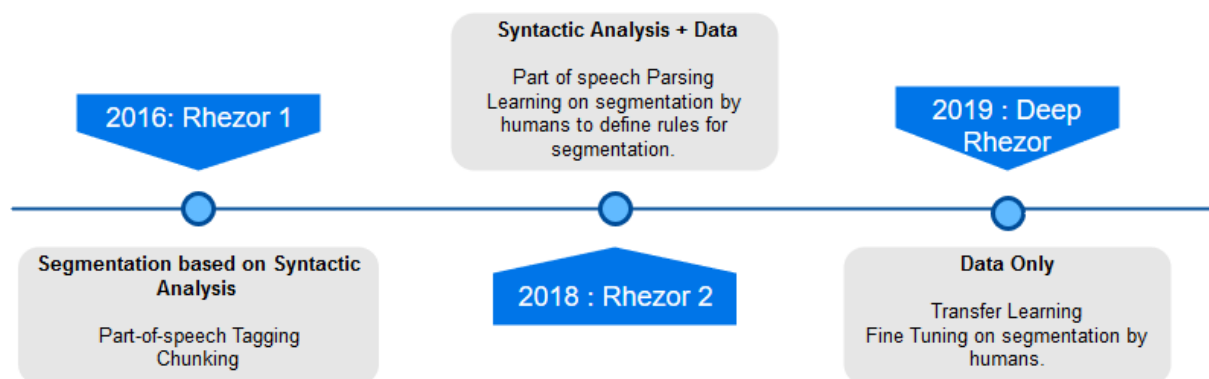 2016: Rhezor 1
Segmentation based on Syntactic
Analysis
Part-of-speech Tagging
Chunking
Syntactic Analysis + Data
Part of speech Parsing
Learning on segmentation by
humans to define rules for
segmentation.
2018 : Rhezor 2
2019 : Deep
Rhezor
Data Only
Transfer Learning
Fine Tuning on segmentation by
humans.